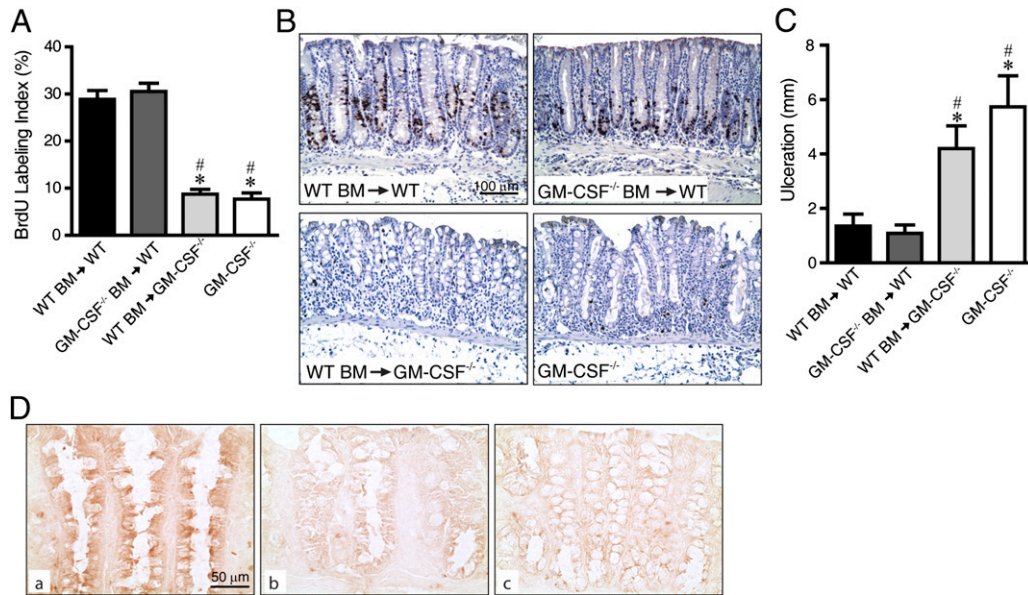 A
BrdU Labeling Index (%)
40
30
20
10
0
#
*
#
*
WT BM → WT
GM-CSF-/- BM → WT
WT BM → GM-CSF-/-
GM-CSF-/-
B
WT BM → WT
100 μm
GM-CSF-/- BM → WT
WT BM → GM-CSF-/-
GM-CSF-/-
C
Ulceration (mm)
8
6
4
2
0
#
*
#
*
WT BM → WT
GM-CSF-/- BM → WT
WT BM → GM-CSF-/-
GM-CSF-/-
D
a
50 μm
b
c